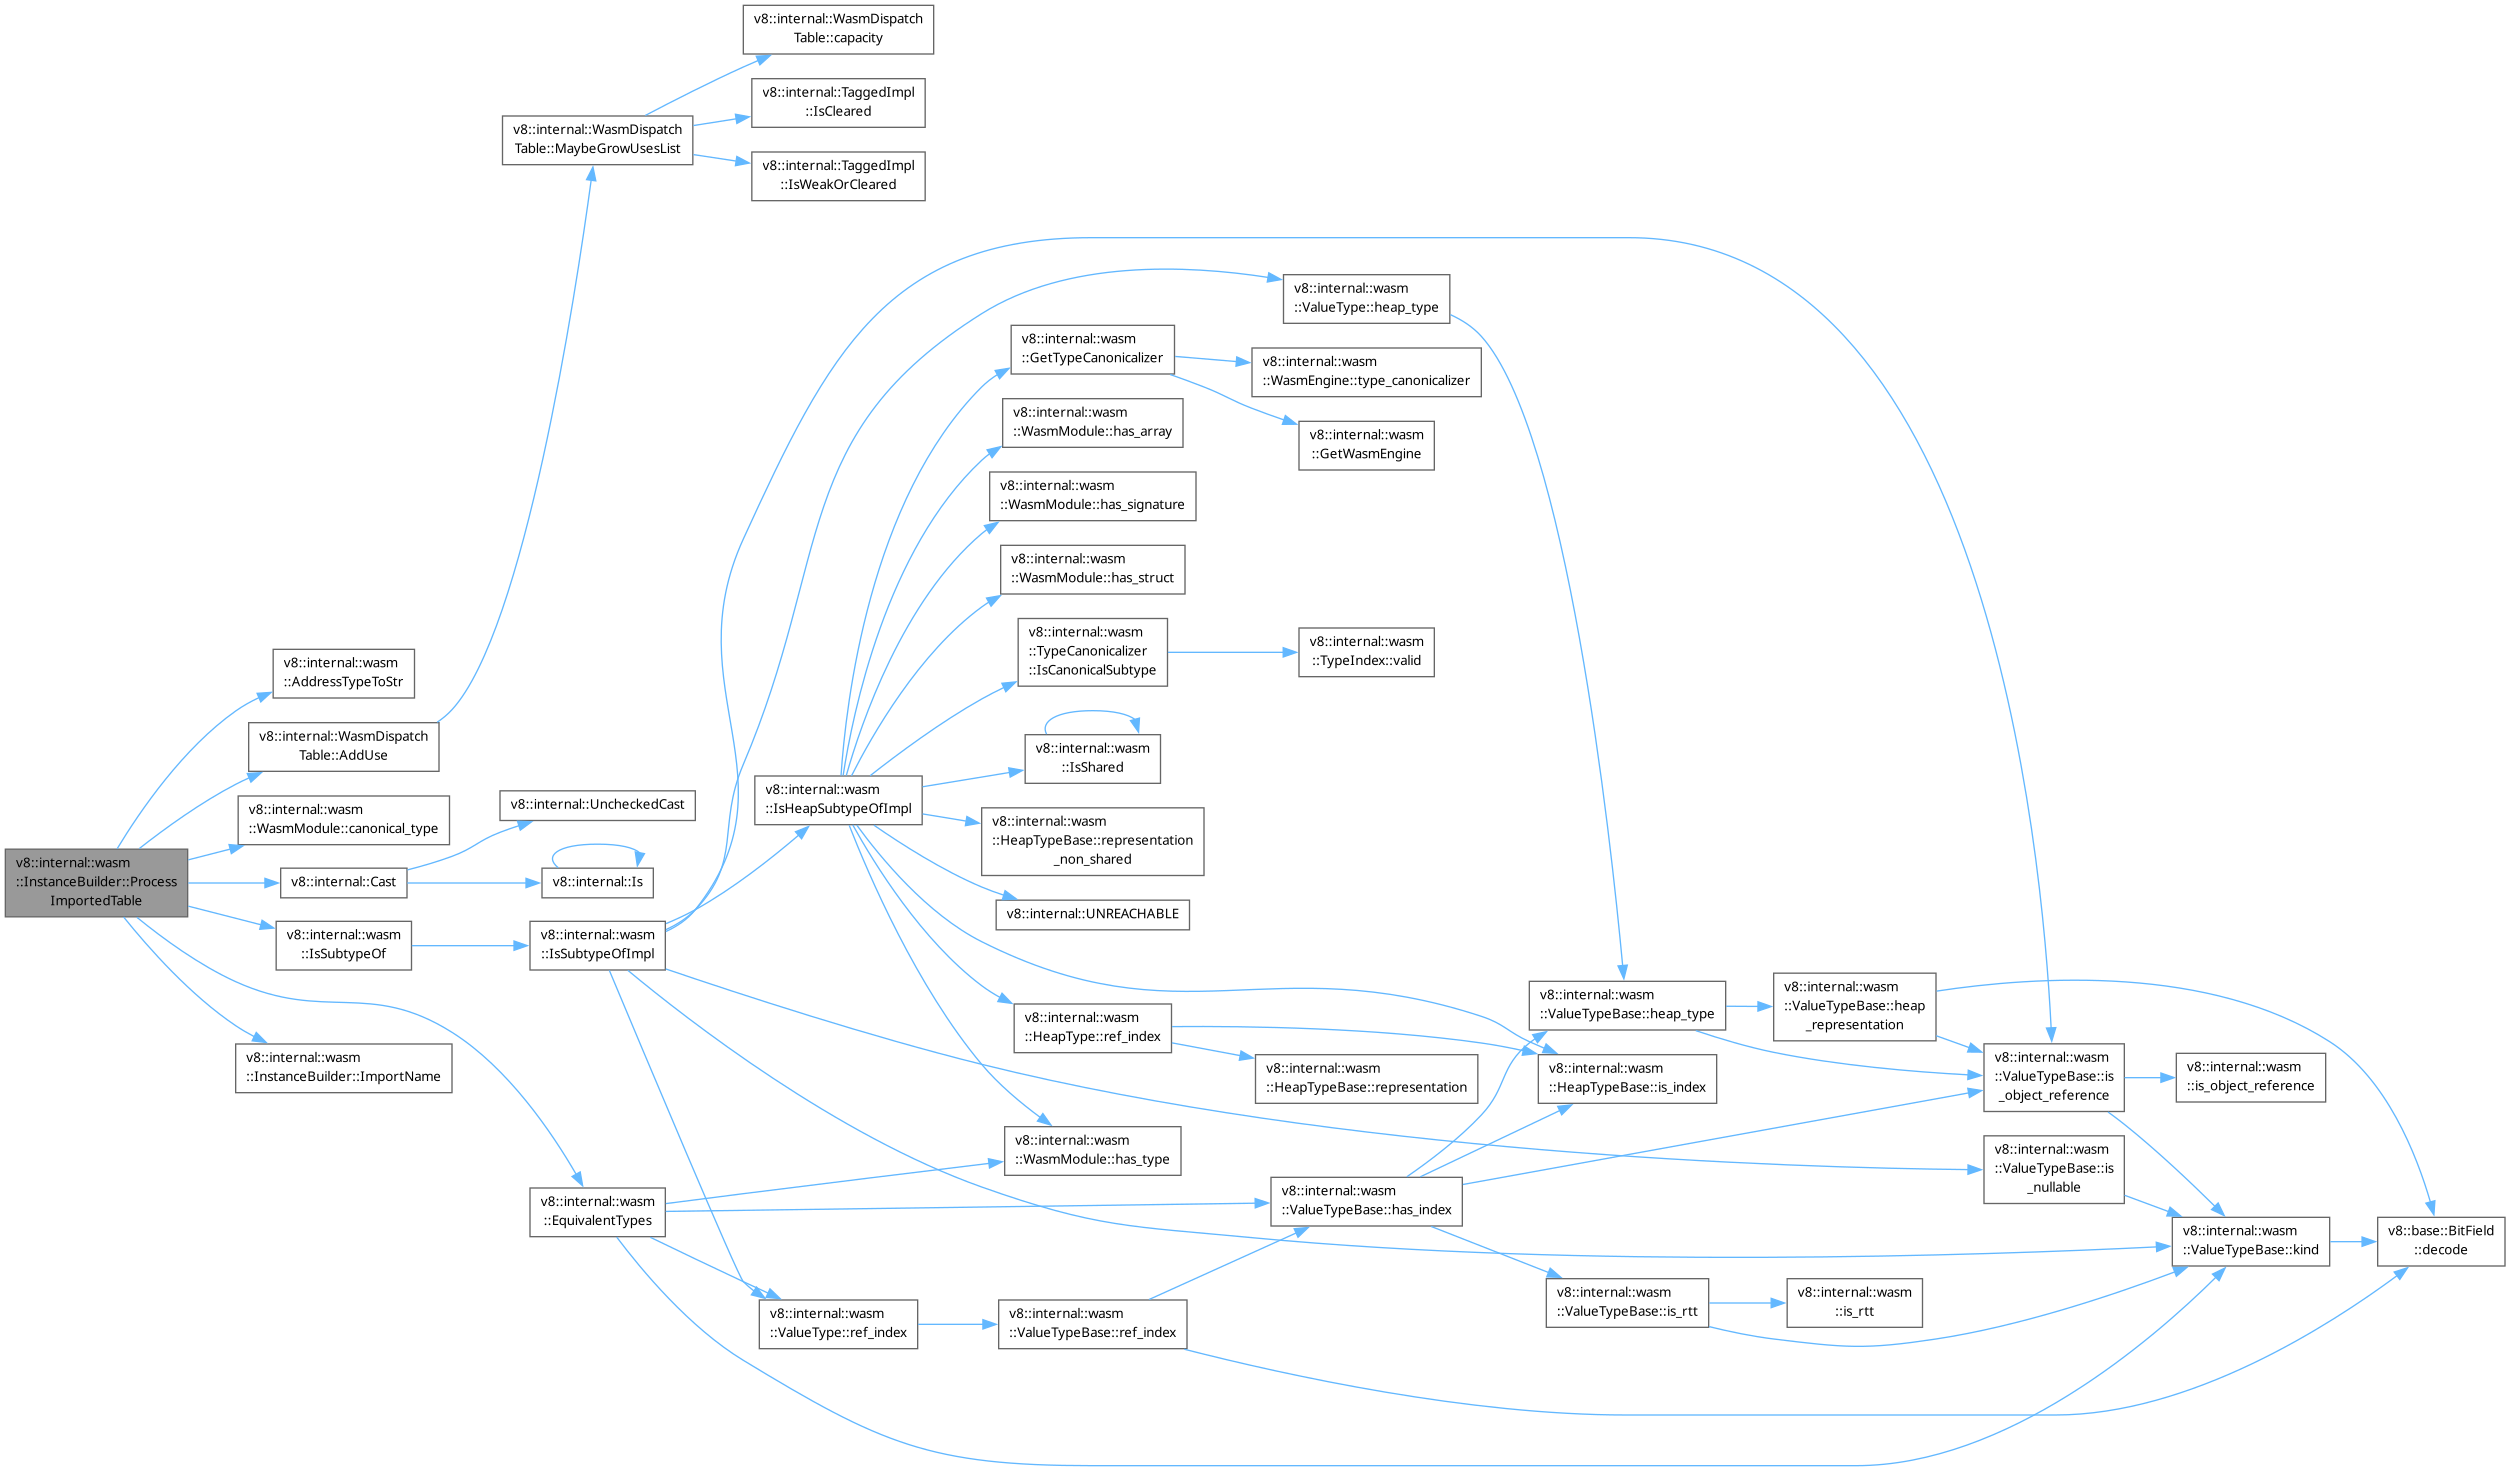 v8::internal::WasmDispatch
Table::capacity
v8::internal::TaggedImpl
::IsCleared
v8::internal::WasmDispatch
Table::MaybeGrowUsesList
v8::internal::TaggedImpl
::IsWeakOrCleared
v8::internal::wasm
::ValueType::heap_type
v8::internal::wasm
::GetTypeCanonicalizer
v8::internal::wasm
::WasmEngine::type_canonicalizer
v8::internal::wasm
::WasmModule::has_array
v8::internal::wasm
::GetWasmEngine
v8::internal::wasm
::WasmModule::has_signature
v8::internal::wasm
::WasmModule::has_struct
v8::internal::wasm
::TypeCanonicalizer
::IsCanonicalSubtype
v8::internal::wasm
::TypeIndex::valid
v8::internal::wasm
::AddressTypeToStr
v8::internal::WasmDispatch
Table::AddUse
v8::internal::wasm
::IsShared
v8::internal::wasm
::WasmModule::canonical_type
v8::internal::UncheckedCast
v8::internal::wasm
::IsHeapSubtypeOfImpl
v8::internal::wasm
::HeapTypeBase::representation
_non_shared
v8::internal::wasm
::InstanceBuilder::Process
ImportedTable
v8::internal::Cast
v8::internal::Is
v8::internal::UNREACHABLE
v8::internal::wasm
::IsSubtypeOf
v8::internal::wasm
::IsSubtypeOfImpl
v8::internal::wasm
::HeapType::ref_index
v8::internal::wasm
::ValueTypeBase::heap_type
v8::internal::wasm
::ValueTypeBase::heap
_representation
v8::internal::wasm
::InstanceBuilder::ImportName
v8::internal::wasm
::HeapTypeBase::representation
v8::internal::wasm
::HeapTypeBase::is_index
v8::internal::wasm
::ValueTypeBase::is
_object_reference
v8::internal::wasm
::is_object_reference
v8::internal::wasm
::WasmModule::has_type
v8::internal::wasm
::ValueTypeBase::is
_nullable
v8::internal::wasm
::EquivalentTypes
v8::internal::wasm
::ValueTypeBase::has_index
v8::internal::wasm
::ValueTypeBase::kind
v8::base::BitField
::decode
v8::internal::wasm
::ValueType::ref_index
v8::internal::wasm
::ValueTypeBase::ref_index
v8::internal::wasm
::ValueTypeBase::is_rtt
v8::internal::wasm
::is_rtt